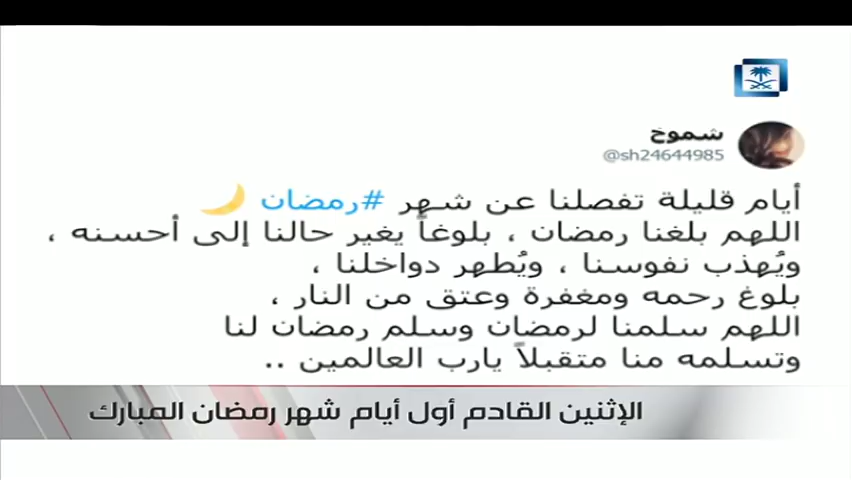 شموخ
@sh24644985
أيام قليلة تفصلنا عن شهر #رمضان 🌙
اللهم بلغنا رمضان ، بلوغاً يغير حالنا إلى أحسنه ،
ويُهذب نفوسنا ، ويُطهر دواخلنا ،
بلوغ رحمه ومغفرة وعتق من النار ،
اللهم سلمنا لرمضان وسلم رمضان لنا
وتسلمه منا متقبلاً يارب العالمين ..
الإثنين القادم أول أيام شهر رمضان المبارك